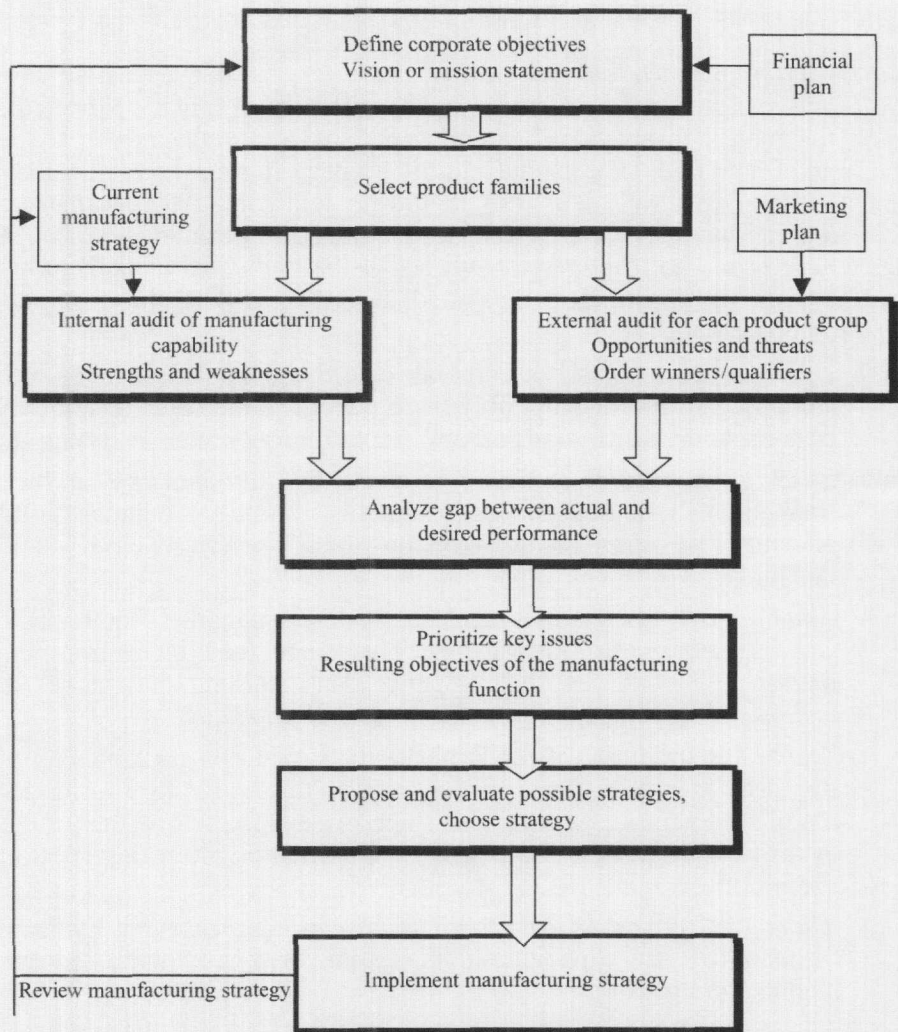 Define corporate objectives
Vision or mission statement
Financial
plan
Select product families
Current
manufacturing
strategy
Marketing
plan
Internal audit of manufacturing
capability
Strengths and weaknesses
External audit for each product group
Opportunities and threats
Order winners/qualifiers
Analyze gap between actual and
desired performance
Prioritize key issues
Resulting objectives of the manufacturing
function
Propose and evaluate possible strategies,
choose strategy
Implement manufacturing strategy
Review manufacturing strategy